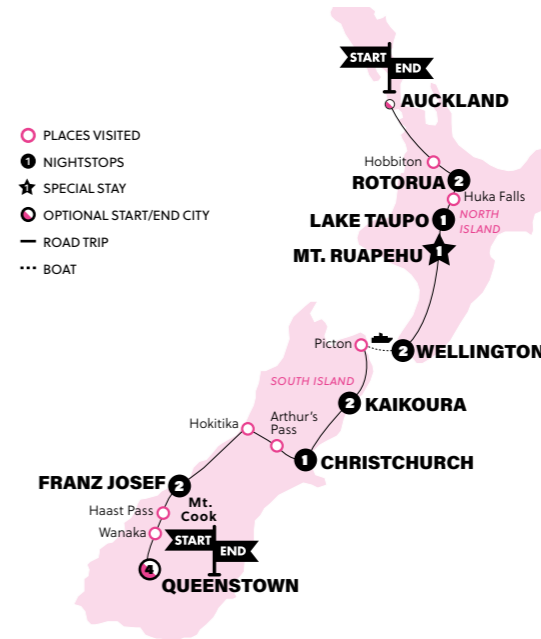 START
END
AUCKLAND
PLACES VISITED
1 NIGHTSTOPS
1 SPECIAL STAY
OPTIONAL START/END CITY
ROAD TRIP
BOAT
Hobbiton
ROTORUA 2
Huka Falls
LAKE TAUPO 1
NORTH
ISLAND
MT. RUAPEHU 1
Picton
2 WELLINGTON
SOUTH ISLAND
2 KAIKOURA
Hokitika
Arthur's
Pass
1 CHRISTCHURCH
FRANZ JOSEF 2
Haast Pass
Mt.
Cook
Wanaka
START
END
4
QUEENSTOWN